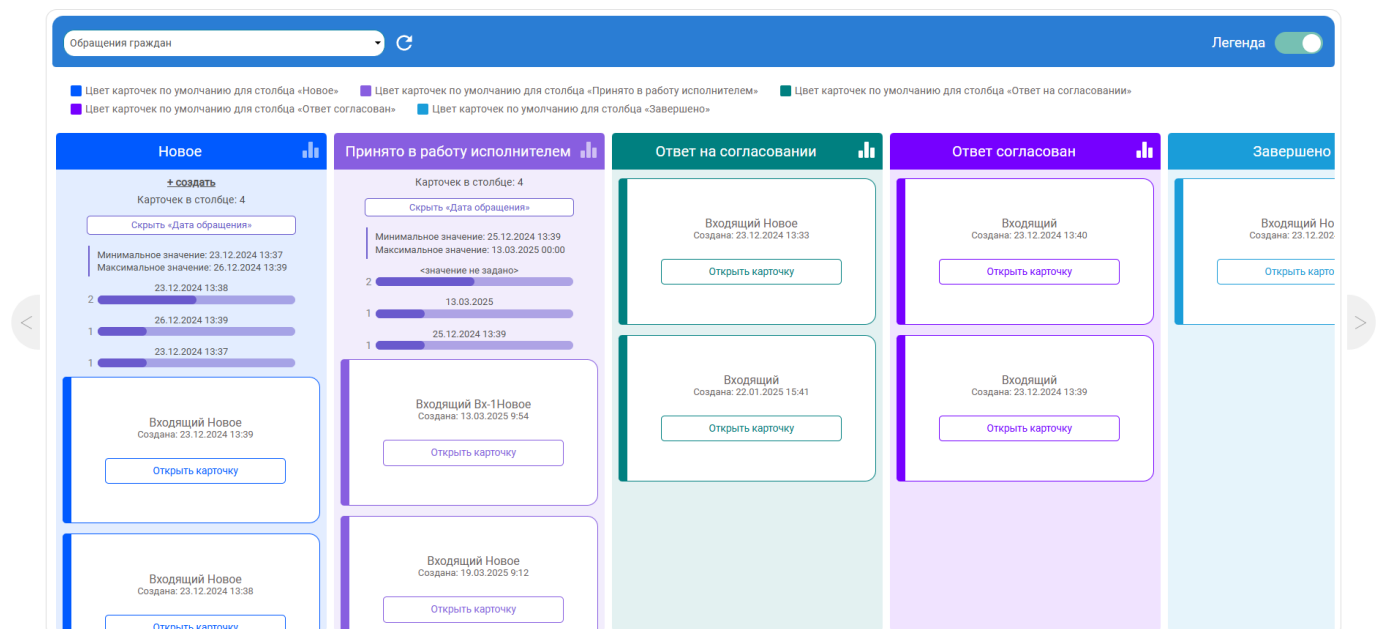 Обращения граждан
Легенда
Цвет карточек по умолчанию для столбца «Новое»
Цвет карточек по умолчанию для столбца «Принято в работу исполнителем»
Цвет карточек по умолчанию для столбца «Ответ на согласовании»
Цвет карточек по умолчанию для столбца «Ответ согласован»
Цвет карточек по умолчанию для столбца «Завершено»
Новое
+ создать
Карточек в столбце: 4
Скрыть «Дата обращения»
Минимальное значение: 23.12.2024 13:37
Максимальное значение: 26.12.2024 13:39
23.12.2024 13:38
2
26.12.2024 13:39
1
23.12.2024 13:37
1
Входящий Новое
Создана: 23.12.2024 13:39
Открыть карточку
Входящий Новое
Создана: 23.12.2024 13:38
Открыть карточку
Принято в работу исполнителем
Карточек в столбце: 4
Скрыть «Дата обращения»
Минимальное значение: 25.12.2024 13:39
Максимальное значение: 13.03.2025 00:00
<значение не задано>
2
13.03.2025
1
25.12.2024 13:39
1
Входящий Вх-1Новое
Создана: 13.03.2025 9:54
Открыть карточку
Входящий Новое
Создана: 19.03.2025 9:12
Открыть карточку
Ответ на согласовании
Входящий Новое
Создана: 23.12.2024 13:33
Открыть карточку
Входящий
Создана: 22.01.2025 15:41
Открыть карточку
Ответ согласован
Входящий
Создана: 23.12.2024 13:40
Открыть карточку
Входящий
Создана: 23.12.2024 13:39
Открыть карточку
Завершено
Входящий Но
Создана: 23.12.202
Открыть карто
<
>